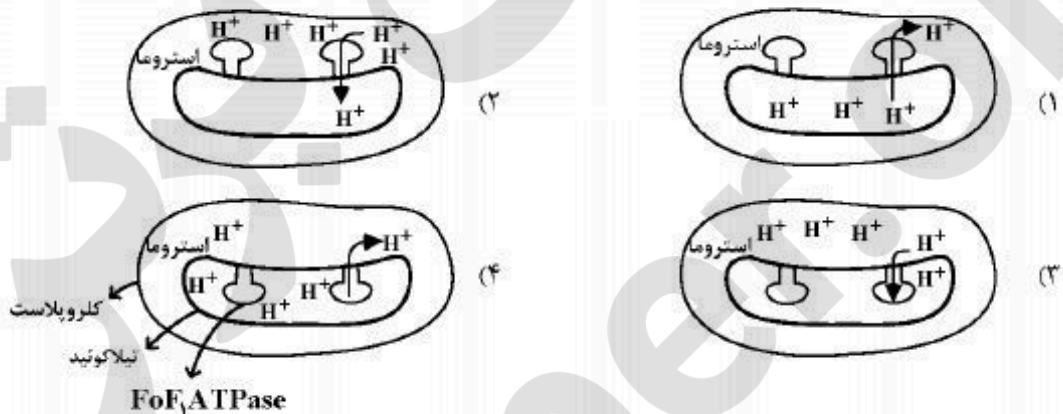 ۱)
استروما
H⁺
H⁺ H⁺ H⁺
۲)
استروما
H⁺ H⁺ H⁺ H⁺
H⁺
H⁺
۳)
استروما
H⁺ H⁺ H⁺ H⁺
H⁺
۴)
استروما
H⁺ H⁺
H⁺ H⁺
H⁺
کلروپلاست
تیلاکوئید
FoF₁ATPase